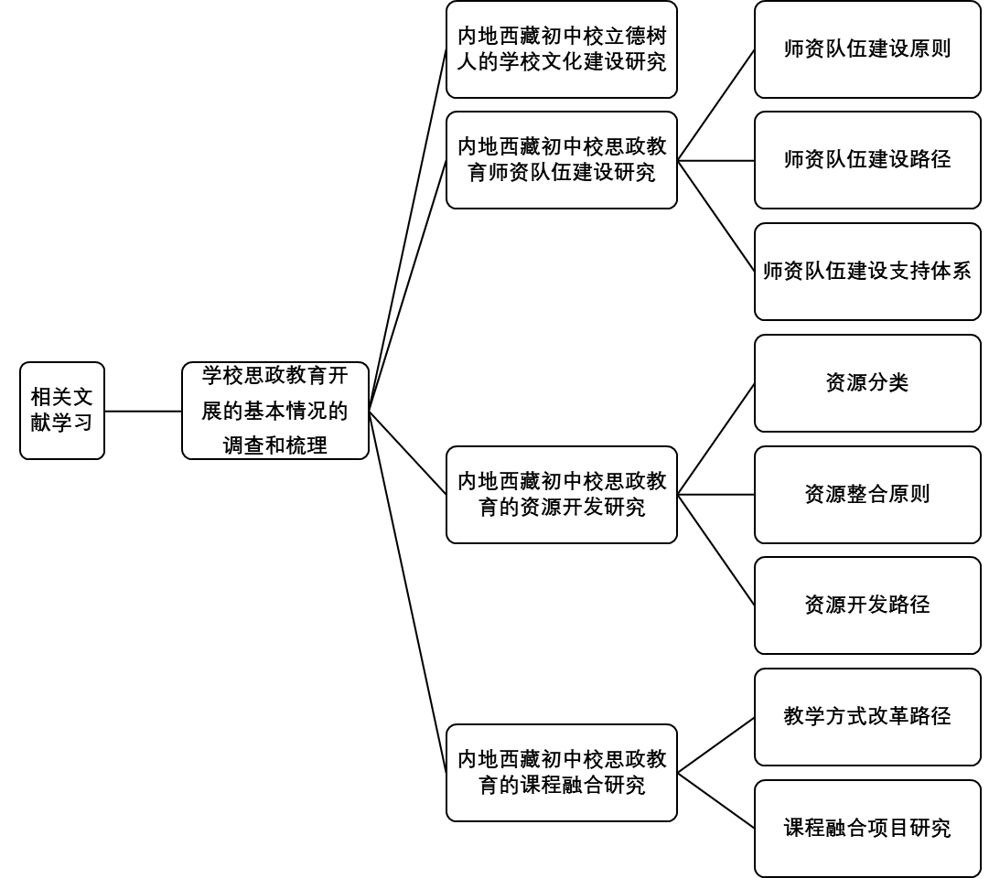 相关文
献学习
学校思政教育开
展的基本情况的
调查和梳理
内地西藏初中校立德树
人的学校文化建设研究
内地西藏初中校思政教
育师资队伍建设研究
师资队伍建设原则
师资队伍建设路径
师资队伍建设支持体系
内地西藏初中校思政教
育的资源开发研究
资源分类
资源整合原则
资源开发路径
内地西藏初中校思政教
育的课程融合研究
教学方式改革路径
课程融合项目研究